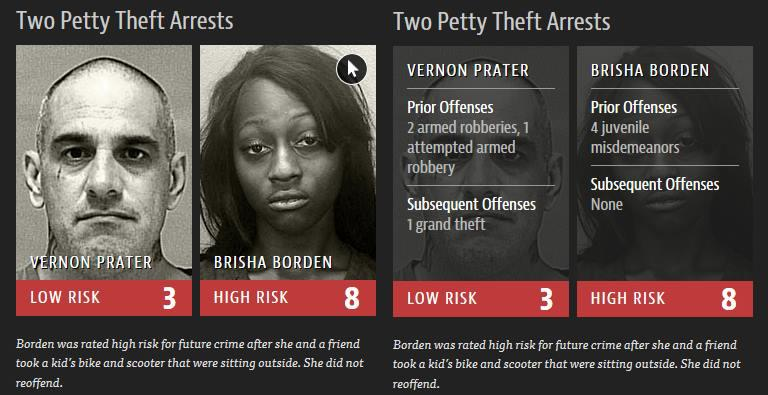 Two Petty Theft Arrests
VERNON PRATER
LOW RISK 3
BRISHA BORDEN
HIGH RISK 8
Borden was rated high risk for future crime after she and a friend
took a kid's bike and scooter that were sitting outside. She did not
reoffend.
Two Petty Theft Arrests
VERNON PRATER
Prior Offenses
2 armed robberies, 1
attempted armed
robbery
Subsequent Offenses
1 grand theft
LOW RISK 3
BRISHA BORDEN
Prior Offenses
4 juvenile
misdemeanors
Subsequent Offenses
None
HIGH RISK 8
Borden was rated high risk for future crime after she and a friend
took a kid's bike and scooter that were sitting outside. She did not
reoffend.